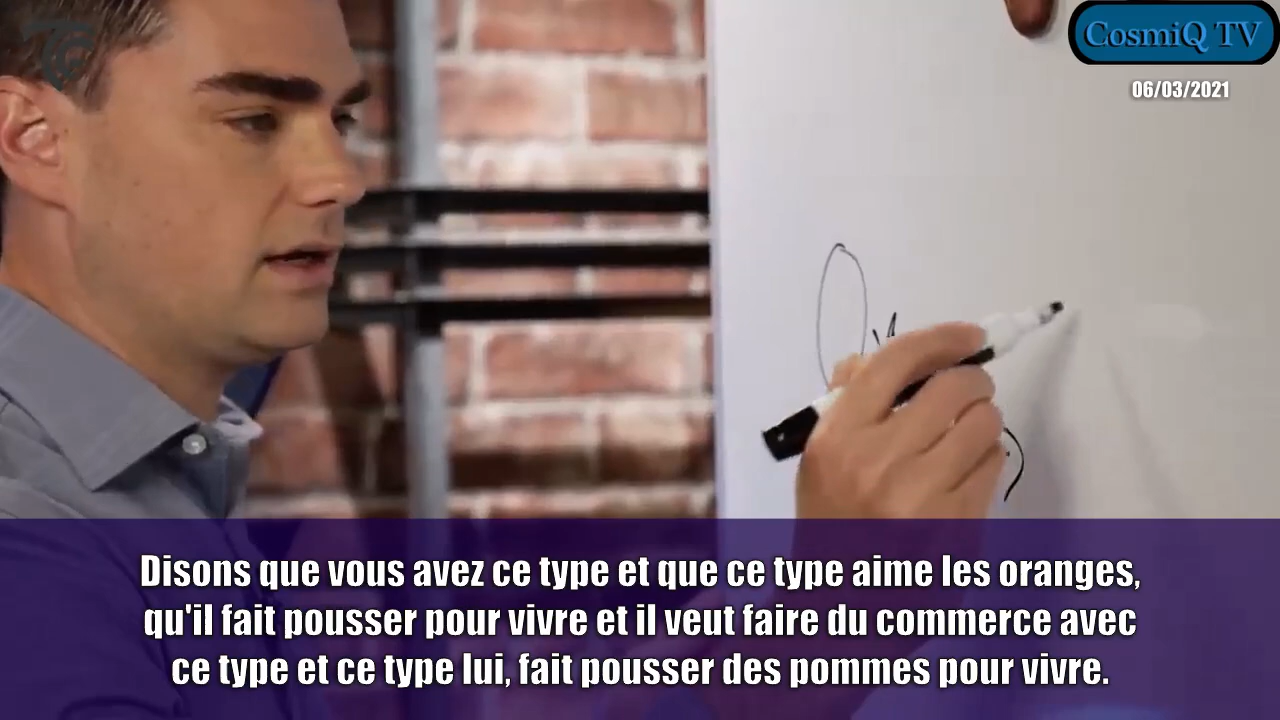 CosmiQ TV
06/03/2021
Disons que vous avez ce type et que ce type aime les oranges,
qu'il fait pousser pour vivre et il veut faire du commerce avec
ce type et ce type lui, fait pousser des pommes pour vivre.